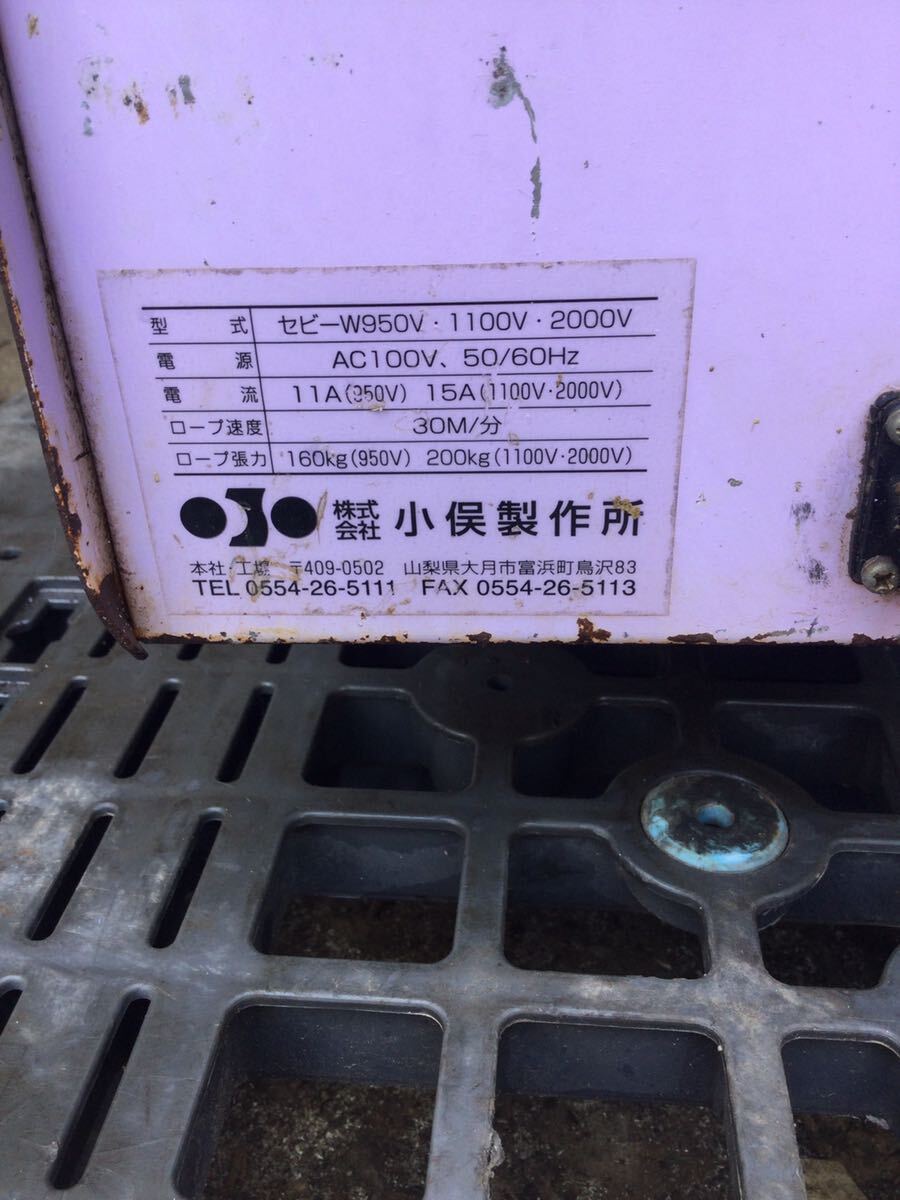 型式 セビーW950V・1100V・2000V
電源 AC100V、50/60Hz
電流 11A(950V) 15A(1100V・2000V)
ロープ速度 30M/分
ロープ張力 160kg(950V) 200kg(1100V・2000V)
株式会社 小俣製作所
本社・工場 〒409-0502 山梨県大月市富浜町鳥沢83
TEL 0554-26-5111 FAX 0554-26-5113